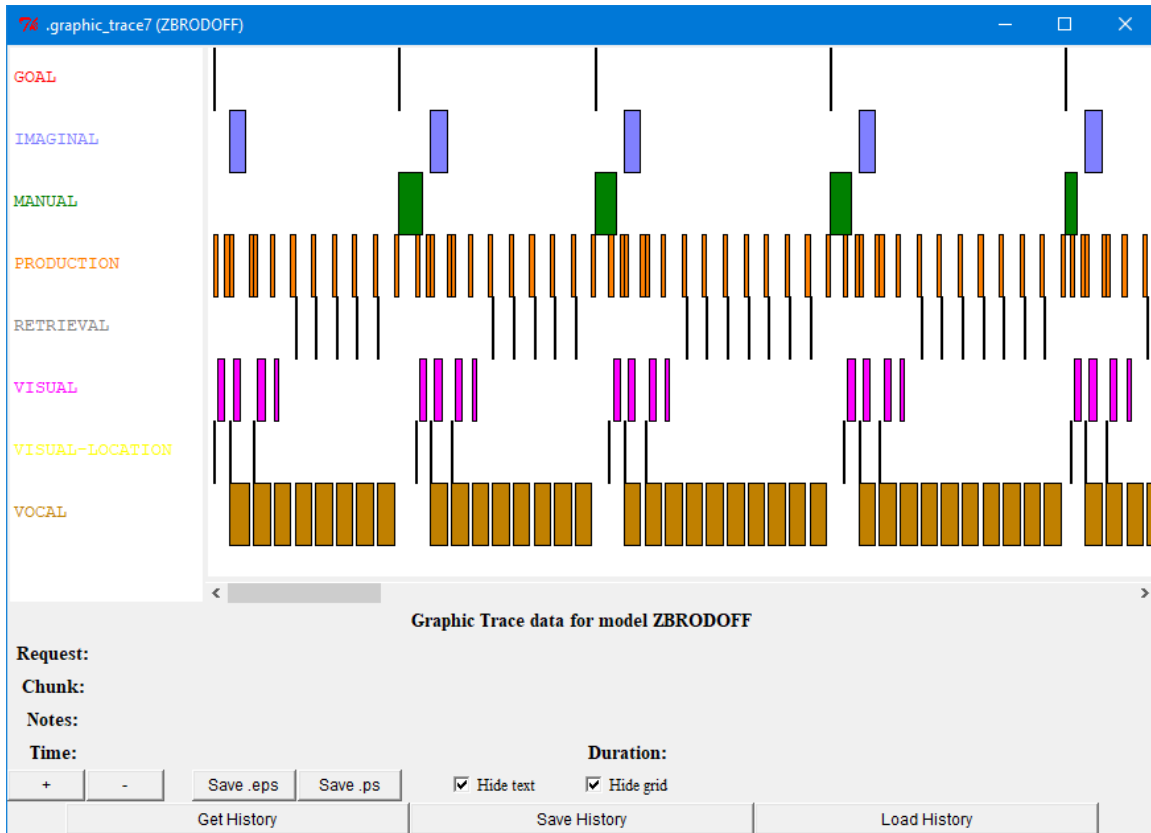 .graphic_trace7 (ZBRODOFF)
GOAL
IMAGINAL
MANUAL
PRODUCTION
RETRIEVAL
VISUAL
VISUAL-LOCATION
VOCAL
Graphic Trace data for model ZBRODOFF
Request:
Chunk:
Notes:
Time: Duration:
+ - Save .eps Save .ps Hide text Hide grid
Get History Save History Load History